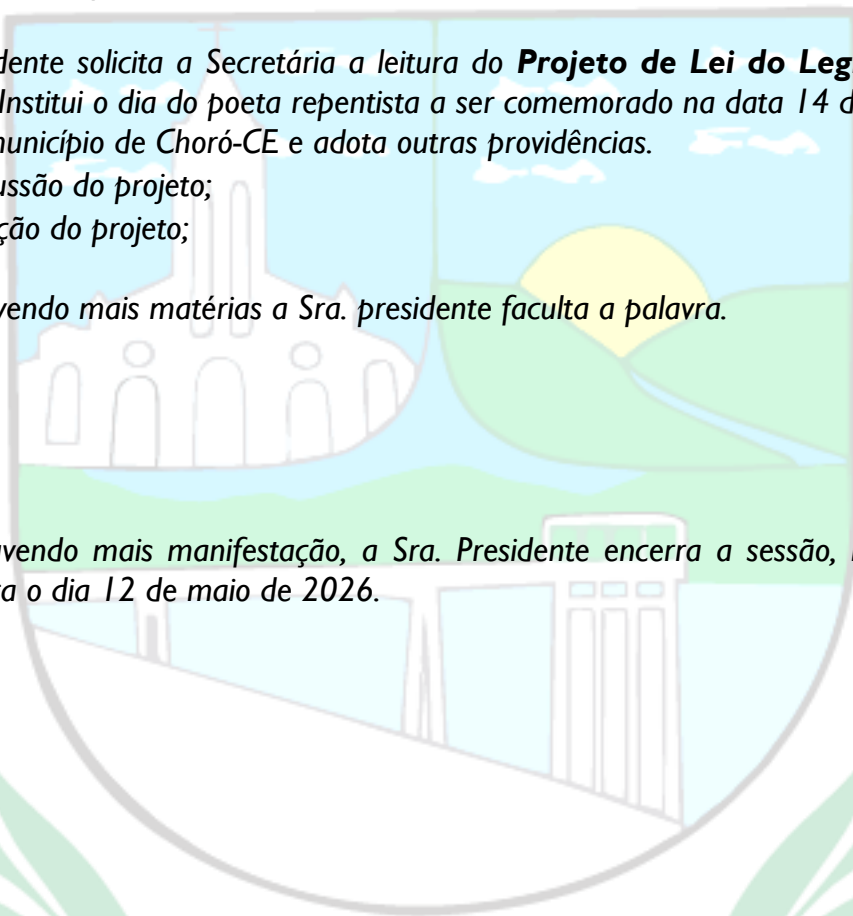 dente solicita a Secretária a leitura do Projeto de Lei do Leg
Institui o dia do poeta repentista a ser comemorado na data 14 d
município de Choró-CE e adota outras providências.
ussão do projeto;
ção do projeto;
vendo mais matérias a Sra. presidente faculta a palavra.
avendo mais manifestação, a Sra. Presidente encerra a sessão,
a o dia 12 de maio de 2026.